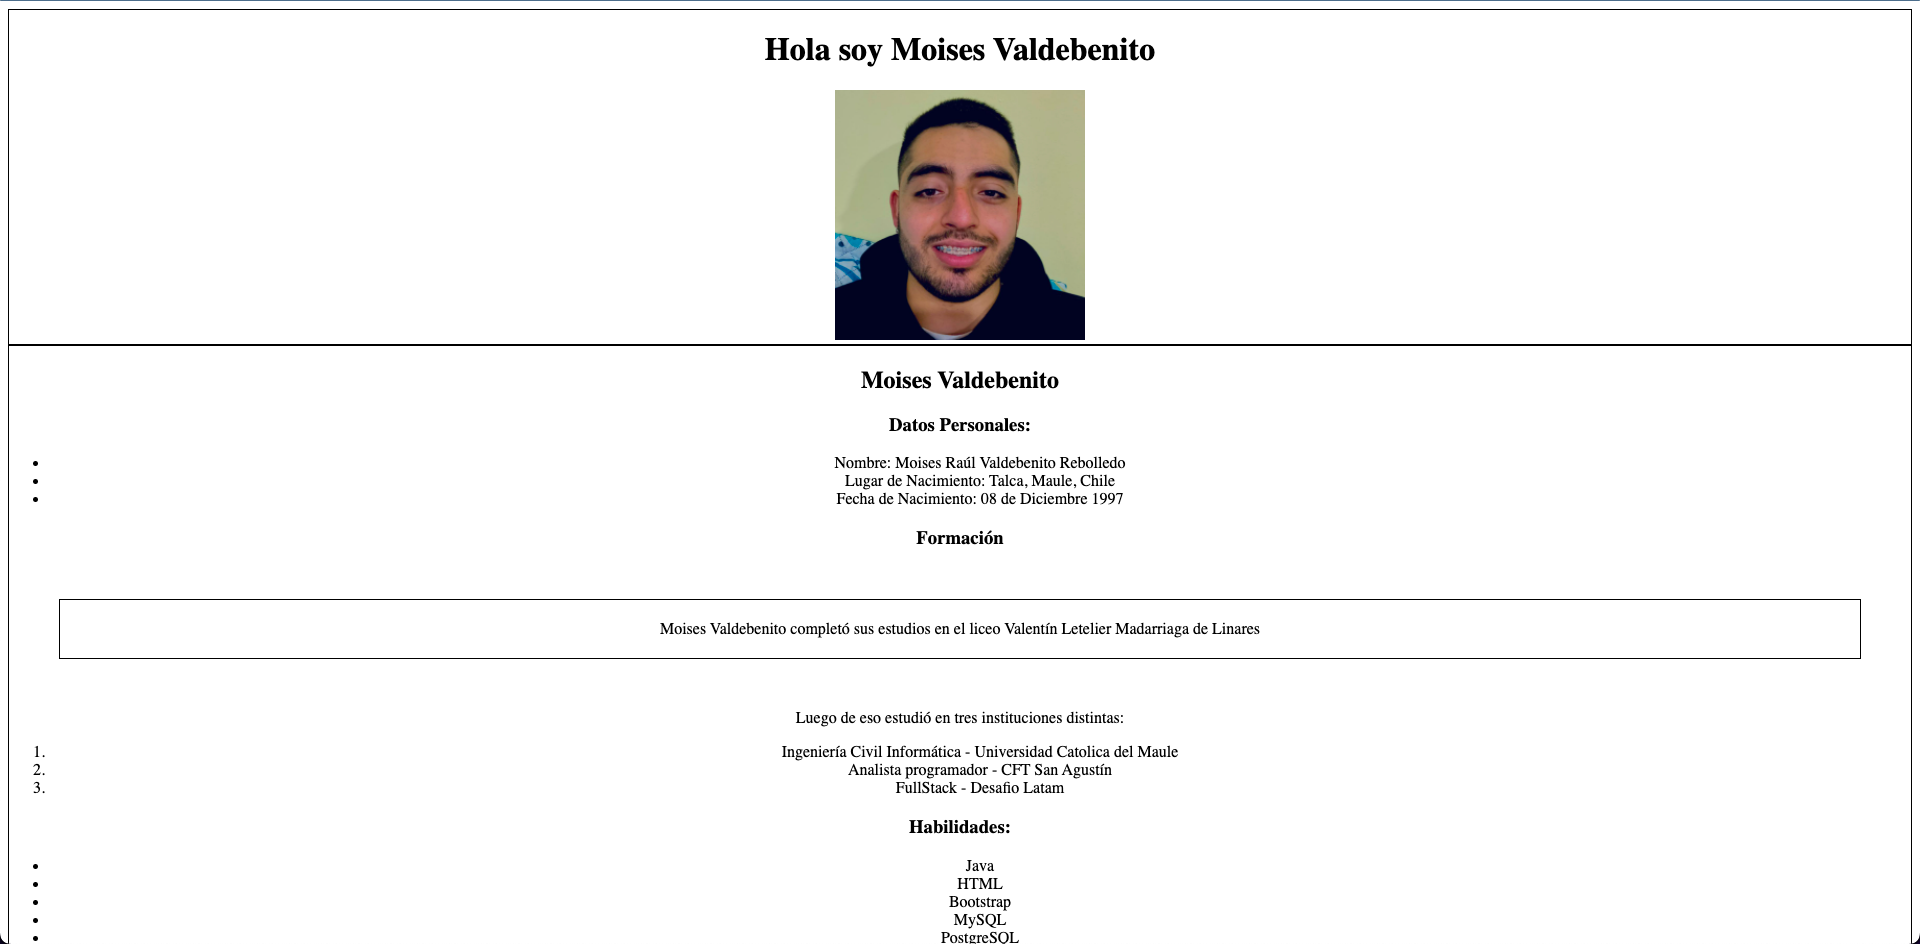 Hola soy Moises Valdebenito
Moises Valdebenito
Datos Personales:
• Nombre: Moises Raúl Valdebenito Rebolledo
• Lugar de Nacimiento: Talca, Maule, Chile
• Fecha de Nacimiento: 08 de Diciembre 1997
Formación
Moises Valdebenito completó sus estudios en el liceo Valentín Letelier Madarriaga de Linares
Luego de eso estudió en tres instituciones distintas:
1. Ingeniería Civil Informática - Universidad Catolica del Maule
2. Analista programador - CFT San Agustín
3. FullStack - Desafio Latam
Habilidades:
• Java
• HTML
• Bootstrap
• MySQL
• PostgreSQL